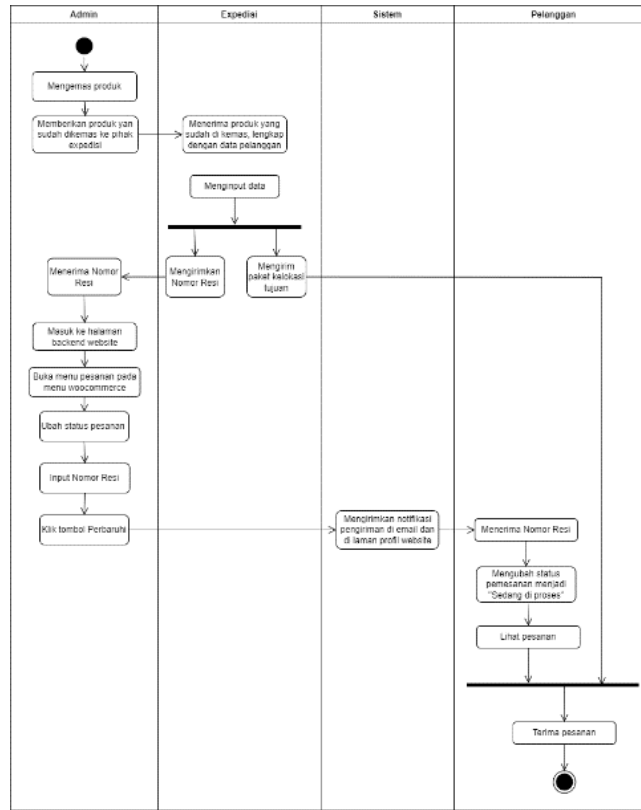 Admin
Expedisi
Sistem
Pelanggan
Mengemas produk
Memberikan produk yan
sudah dikemas ke pihak
expedisi
Menerima produk yang
sudah di kemas, lengkap
dengan data pelanggan
Menginput data
Menerima Nomor
Resi
Mengirimkan
Nomor Resi
Mengirim
paket kelokasi
tujuan
Masuk ke halaman
backend website
Buka menu pesanan pada
menu woocommerce
Ubah status pesanan
Input Nomor Resi
Klik tombol Perbaruhi
Mengirimkan notifikasi
pengiriman di email dan
di laman profil website
Menerima Nomor Resi
Mengubah status
pemesanan menjadi
"Sedang di proses"
Lihat pesanan
Terima pesanan